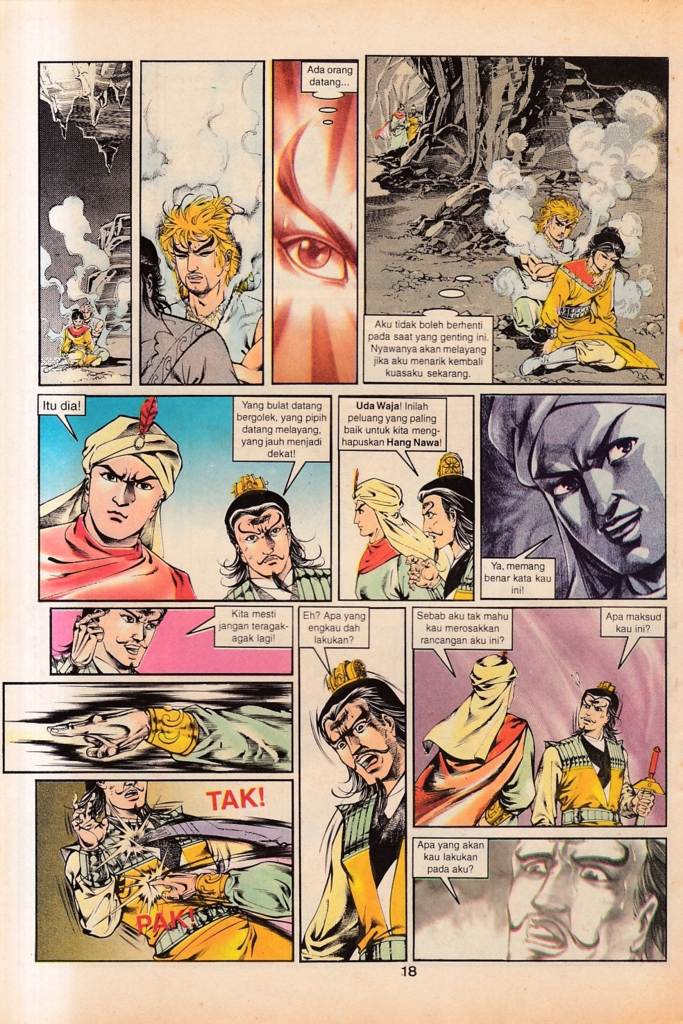 Ada orang
datang...
Aku tidak boleh berhenti
pada saat yang genting ini.
Nyawanya akan melayang
jika aku menarik kembali
kuasaku sekarang.
Itu dia!
Yang bulat datang
bergolek, yang pipih
datang melayang,
yang jauh menjadi
dekat!
Uda Waja! Inilah
peluang yang paling
baik untuk kita meng-
hapuskan Hang Nawa!
Ya, memang
benar kata kau
ini!
Kita mesti
jangan teragak-
agak lagi!
TAK!
PAK!
Eh? Apa yang
engkau dah
lakukan?
Sebab aku tak mahu
kau merosakkan
rancangan aku ini?
Apa maksud
kau ini?
Apa yang akan
kau lakukan
pada aku?
18